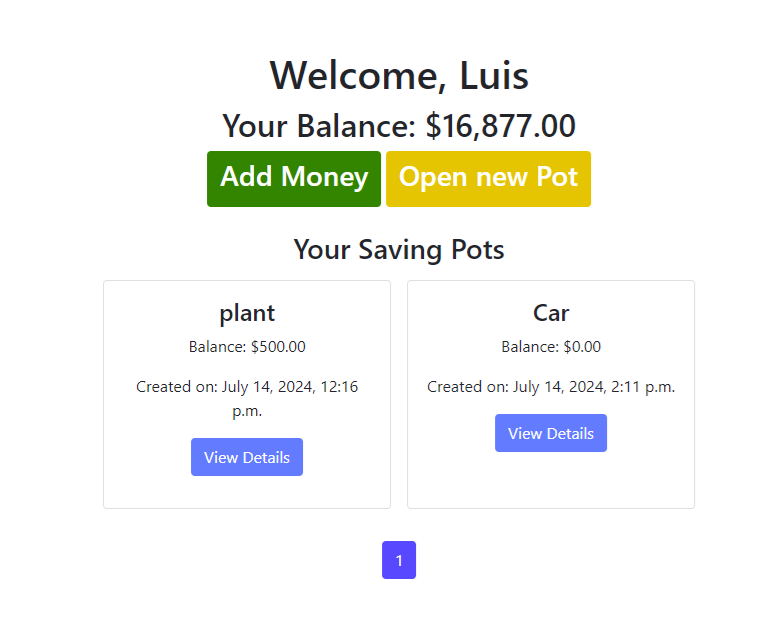 Welcome, Luis
Your Balance: $16,877.00
Add Money
Open new Pot
Your Saving Pots
plant
Balance: $500.00
Created on: July 14, 2024, 12:16
p.m.
View Details
Car
Balance: $0.00
Created on: July 14, 2024, 2:11 p.m.
View Details
1